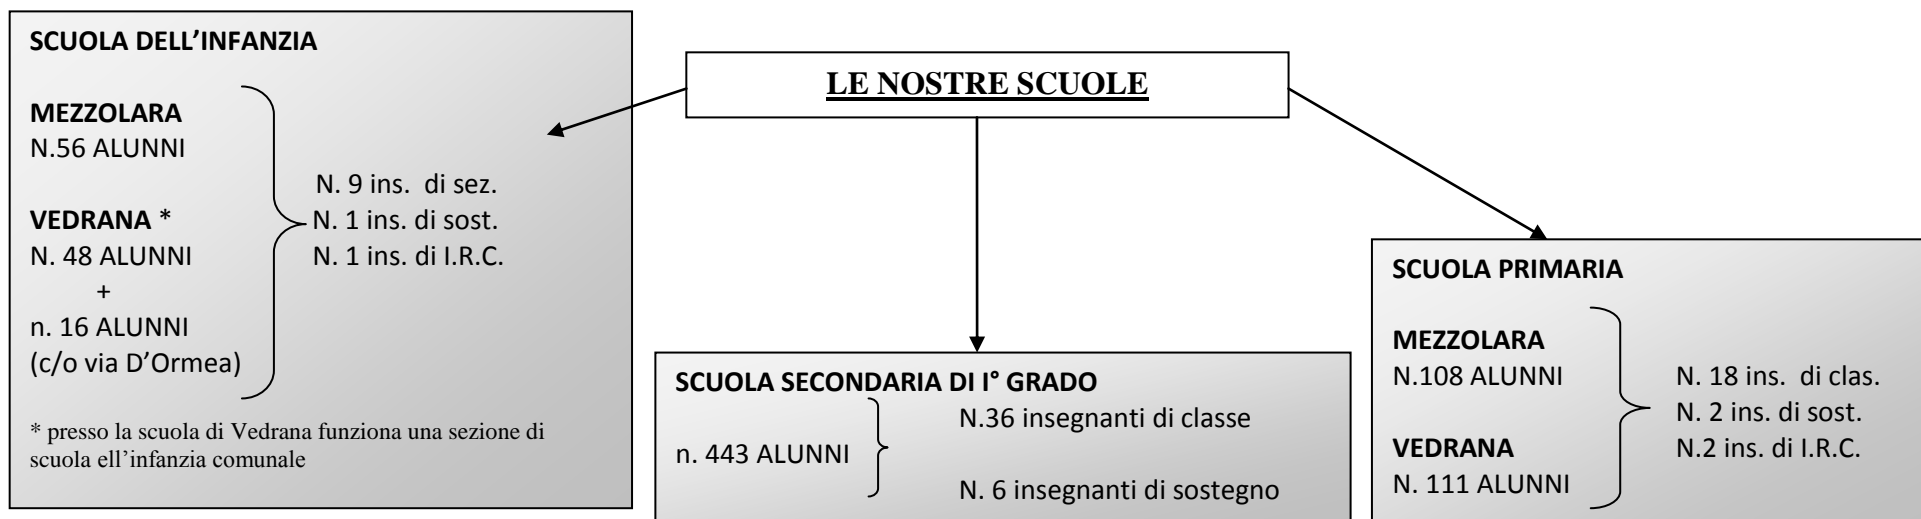 LE NOSTRE SCUOLE
SCUOLA DELL’INFANZIA
MEZZOLARA
N.56 ALUNNI
VEDRANA *
N. 48 ALUNNI
+
n. 16 ALUNNI
(c/o via D’Ormea)
N. 9 ins. di sez.
N. 1 ins. di sost.
N. 1 ins. di I.R.C.
* presso la scuola di Vedrana funziona una sezione di
scuola ell’infanzia comunale
SCUOLA SECONDARIA DI I° GRADO
n. 443 ALUNNI
N.36 insegnanti di classe
N. 6 insegnanti di sostegno
SCUOLA PRIMARIA
MEZZOLARA
N.108 ALUNNI
VEDRANA
N. 111 ALUNNI
N. 18 ins. di clas.
N. 2 ins. di sost.
N.2 ins. di I.R.C.